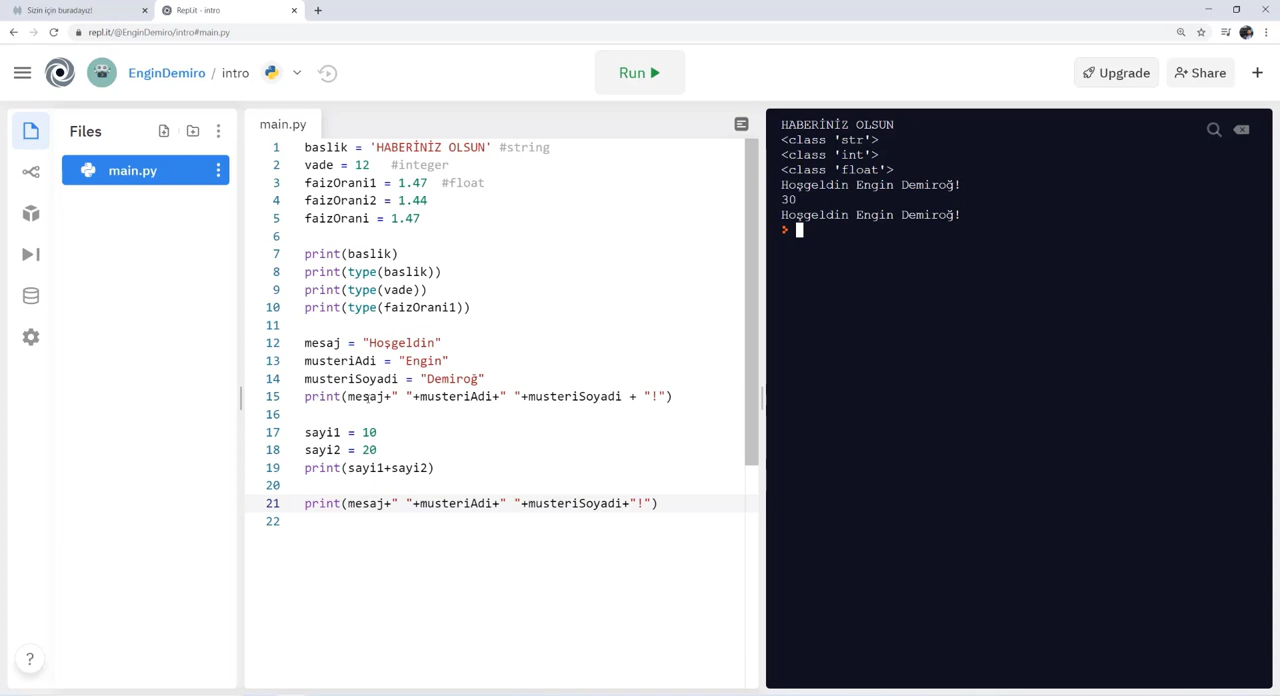 Sizin için buradayız!
Repl.it - intro
repl.it/@EnginDemiro/intro#main.py
EnginDemiro / intro
Run
Upgrade
Share
Files
main.py
main.py
1 baslik = 'HABERİNİZ OLSUN' #string
2 vade = 12 #integer
3 faizOrani1 = 1.47 #float
4 faizOrani2 = 1.44
5 faizOrani = 1.47
6
7 print(baslik)
8 print(type(baslik))
9 print(type(vade))
10 print(type(faizOrani1))
11
12 mesaj = "Hoşgeldin"
13 musteriAdi = "Engin"
14 musteriSoyadi = "Demiroğ"
15 print(mesaj+" "+musteriAdi+" "+musteriSoyadi + "!")
16
17 sayi1 = 10
18 sayi2 = 20
19 print(sayi1+sayi2)
20
21 print(mesaj+" "+musteriAdi+" "+musteriSoyadi+"!")
22
HABERİNİZ OLSUN
<class 'str'>
<class 'int'>
<class 'float'>
Hoşgeldin Engin Demiroğ!
30
Hoşgeldin Engin Demiroğ!
?